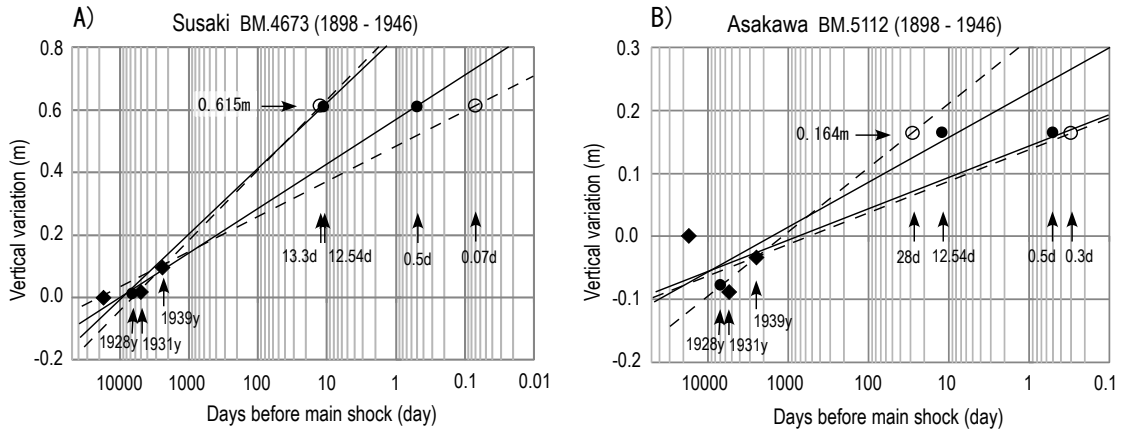 A)
Susaki BM.4673 (1898 - 1946)
Vertical variation (m)
0.8
0.6
0.4
0.2
0.0
-0.2
0.615m
13.3d
12.54d
0.5d
0.07d
1928y
1931y
1939y
10000
1000
100
10
1
0.1
0.01
Days before main shock (day)
B)
Asakawa BM.5112 (1898 - 1946)
Vertical variation (m)
0.3
0.2
0.1
0.0
-0.1
-0.2
0.164m
28d
12.54d
0.5d
0.3d
1928y
1931y
1939y
10000
1000
100
10
1
0.1
Days before main shock (day)